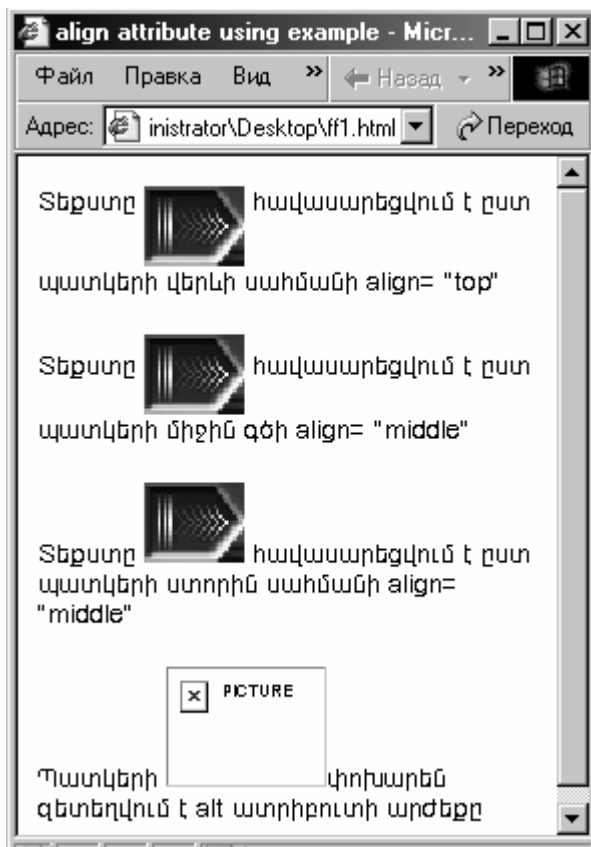 align attribute using example - Micr...
Файл Правка Вид » Назад »
Адрес: inistrator\Desktop\ff1.html Переход
Տեքստը հավասարեցվում է ըստ
պատկերի վերևի սահմանի align= "top"
Տեքստը հավասարեցվում է ըստ
պատկերի միջին գծի align= "middle"
Տեքստը հավասարեցվում է ըստ
պատկերի ստորին սահմանի align=
"middle"
PICTURE
Պատկերի փոխարեն
զետեղվում է alt ատրիբուտի արժեքը